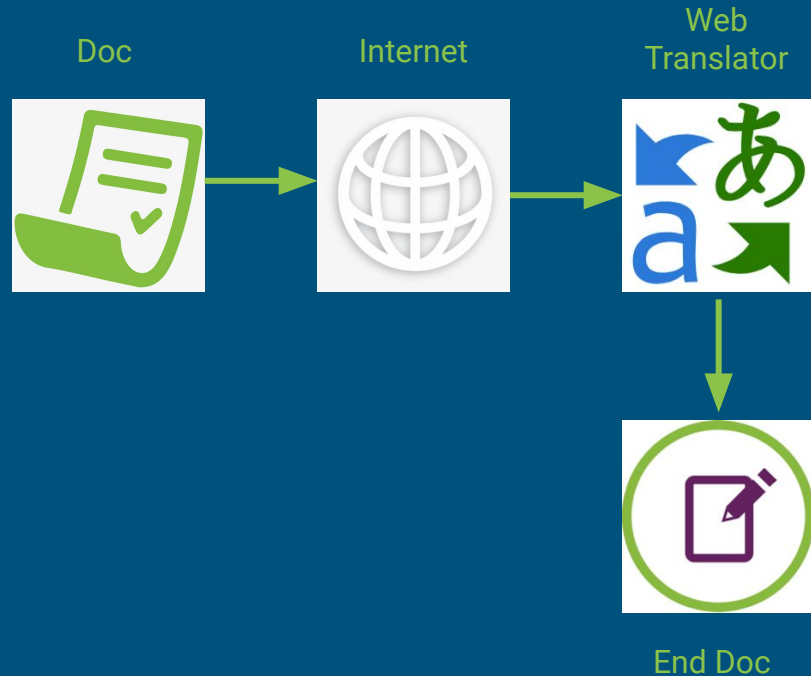 Doc
Internet
Web
Translator
あ
a
End Doc